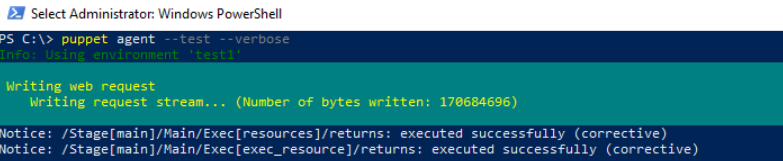 Select Administrator: Windows PowerShell
PS C:\> puppet agent --test --verbose
Info: Using environment 'test1'
Writing web request
Writing request stream... (Number of bytes written: 170684696)
Notice: /Stage[main]/Main/Exec[resources]/returns: executed successfully (corrective)
Notice: /Stage[main]/Main/Exec[exec_resource]/returns: executed successfully (corrective)